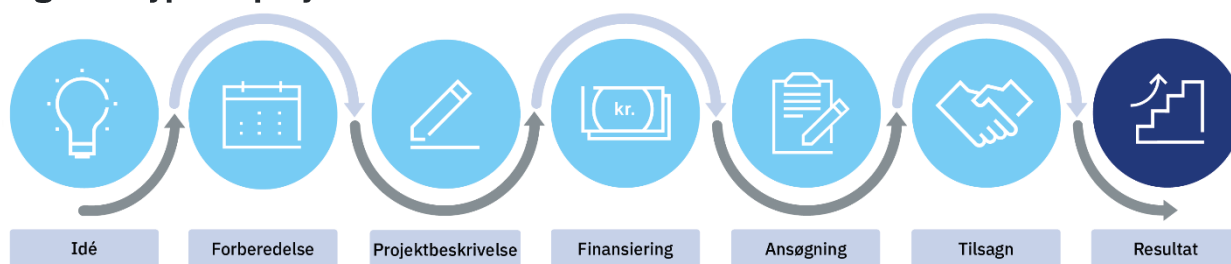 kr.
Idé
Forberedelse
Projektbeskrivelse
Finansiering
Ansøgning
Tilsagn
Resultat